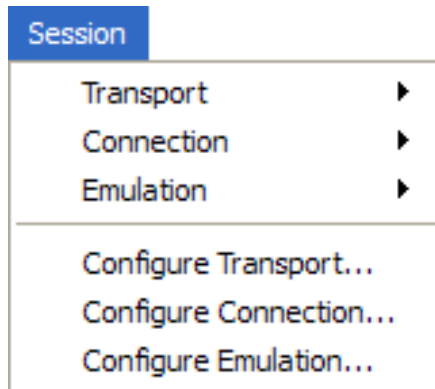 Session
Transport
Connection
Emulation
Configure Transport...
Configure Connection...
Configure Emulation...